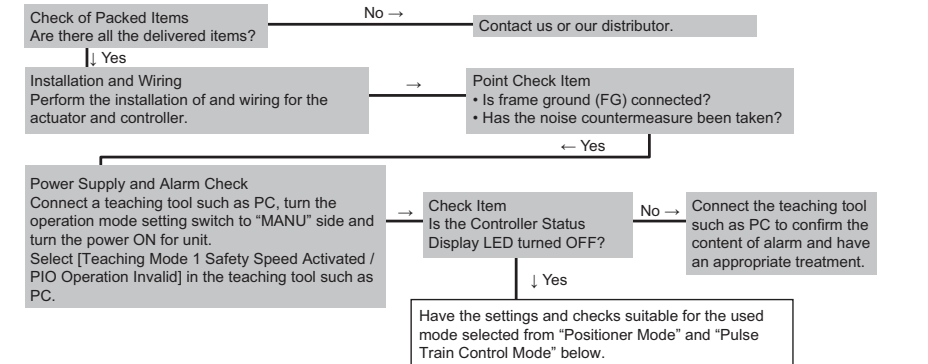 Check of Packed Items
Are there all the delivered items?
No →
Contact us or our distributor.
↓ Yes
Installation and Wiring
Perform the installation of and wiring for the
actuator and controller.
→
Point Check Item
• Is frame ground (FG) connected?
• Has the noise countermeasure been taken?
← Yes
Power Supply and Alarm Check
Connect a teaching tool such as PC, turn the
operation mode setting switch to “MANU” side and
turn the power ON for unit.
Select [Teaching Mode 1 Safety Speed Activated /
PIO Operation Invalid] in the teaching tool such as
PC.
→
Check Item
Is the Controller Status
Display LED turned OFF?
No →
Connect the teaching tool
such as PC to confirm the
content of alarm and have
an appropriate treatment.
↓ Yes
Have the settings and checks suitable for the used
mode selected from “Positioner Mode” and “Pulse
Train Control Mode” below.